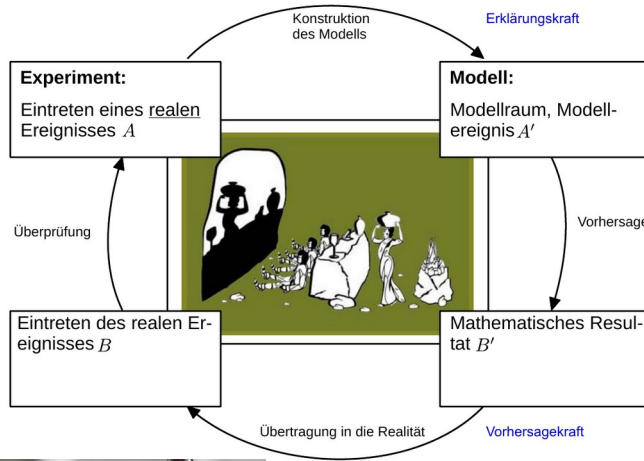 Konstruktion
des Modells
Erklärungskraft
Experiment:
Eintreten eines realen
Ereignisses A
Modell:
Modellraum, Modell-
ereignis A′
Überprüfung
Vorhersage
Eintreten des realen Er-
eignisses B
Mathematisches Resul-
tat B′
Übertragung in die Realität
Vorhersagekraft